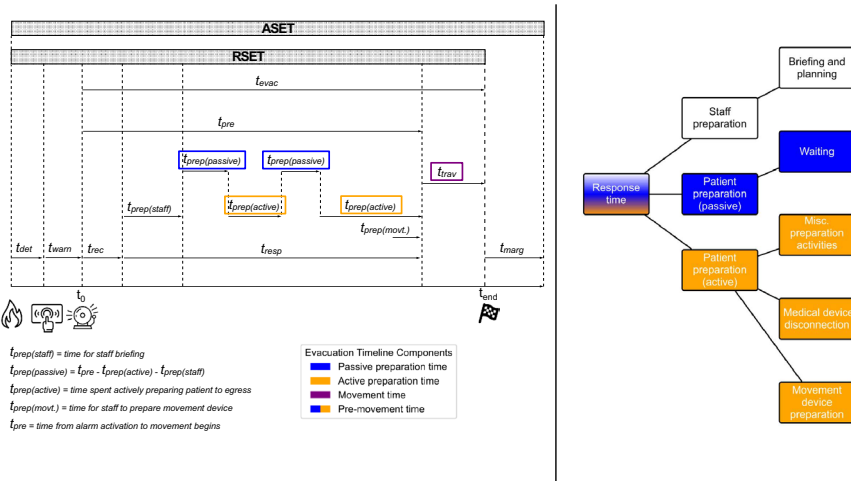 ASET
RSET
tevac
tpre
tprep(passive)
tprep(passive)
ttrav
tprep(active)
tprep(active)
tprep(staff)
tprep(movt.)
tdet
twarn
trec
tresp
tmarg
t0
tend
tprep(staff) = time for staff briefing
tprep(passive) = tpre - tprep(active) - tprep(staff)
tprep(active) = time spent actively preparing patient to egress
tprep(movt.) = time for staff to prepare movement device
tpre = time from alarm activation to movement begins
Evacuation Timeline Components
Passive preparation time
Active preparation time
Movement time
Pre-movement time
Briefing and
planning
Staff
preparation
Waiting
Response
time
Patient
preparation
(passive)
Misc.
preparation
activities
Patient
preparation
(active)
Medical device
disconnection
Movement
device
preparation